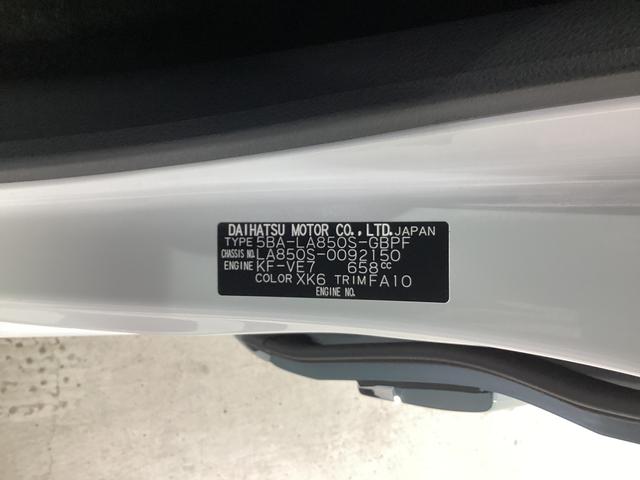 DAIHATSU MOTOR CO.,LTD.JAPAN
TYPE 5BA-LA850S-GBPF
CHASSIS NO.LA850S-0092150
ENGINE KF-VE7 658cc
COLOR XK6 TRIM FA10
ENGINE NO.